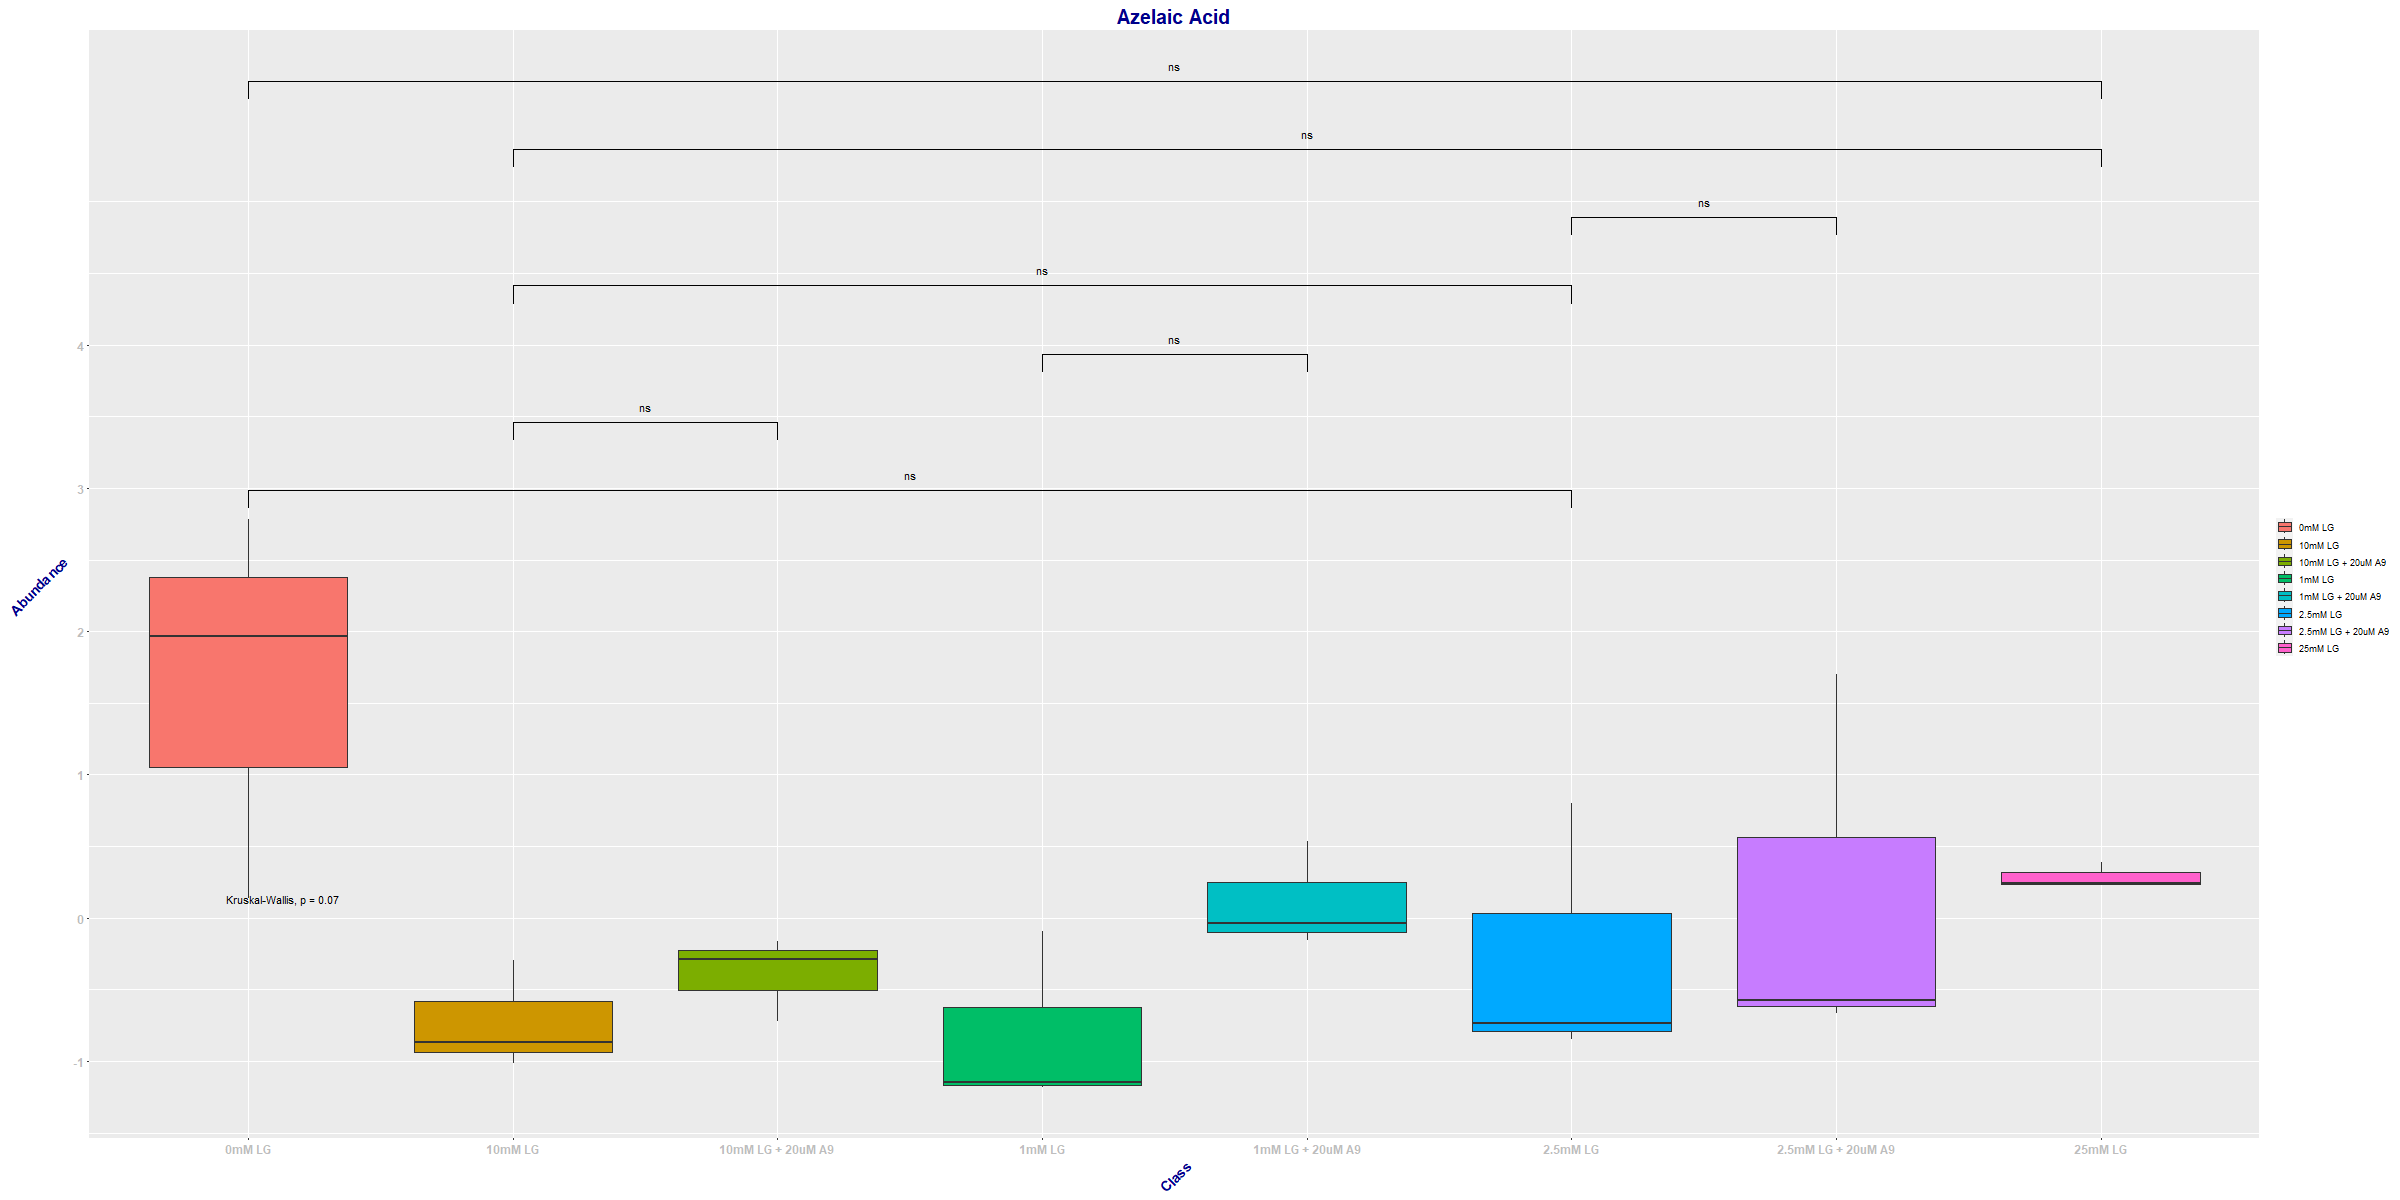 Azelaic Acid
ns
ns
ns
ns
ns
ns
ns
4
3
2
1
0
-1
Abundance
Kruskal-Wallis, p = 0.07
0mM LG
10mM LG
10mM LG + 20uM A9
1mM LG
1mM LG + 20uM A9
2.5mM LG
2.5mM LG + 20uM A9
25mM LG
Class
0mM LG
10mM LG
10mM LG + 20uM A9
1mM LG
1mM LG + 20uM A9
2.5mM LG
2.5mM LG + 20uM A9
25mM LG